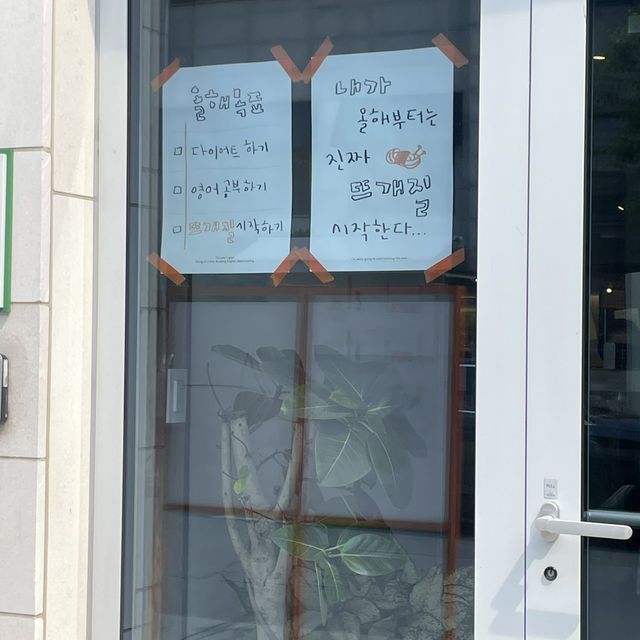 올해목표
다이어트 하기
영어공부하기
뜨개질시작하기
내가
올해부터는
진짜
뜨개질
시작한다...